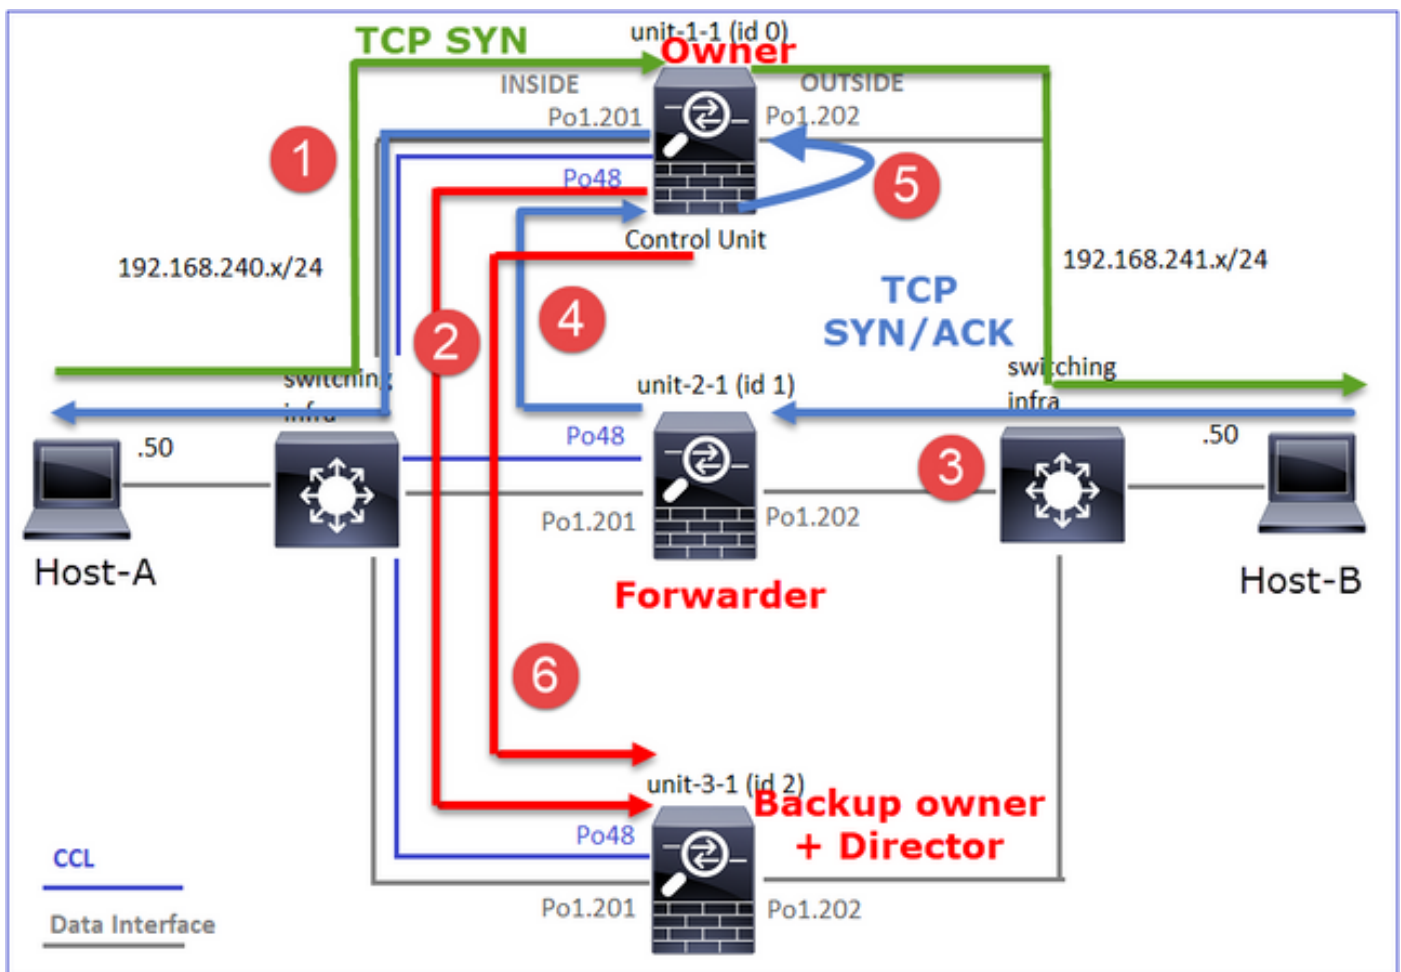 unit-1-1 (id 0)
TCP SYN
Owner
INSIDE
OUTSIDE
Po1.201
Po1.202
1
Po48
5
Control Unit
192.168.240.x/24
192.168.241.x/24
TCP
SYN/ACK
2
4
switching
infra
unit-2-1 (id 1)
switching
infra
.50
Po48
3
.50
Po1.201
Po1.202
Host-A
Host-B
Forwarder
6
unit-3-1 (id 2)
Backup owner
+ Director
Po48
CCL
Po1.201
Po1.202
Data Interface